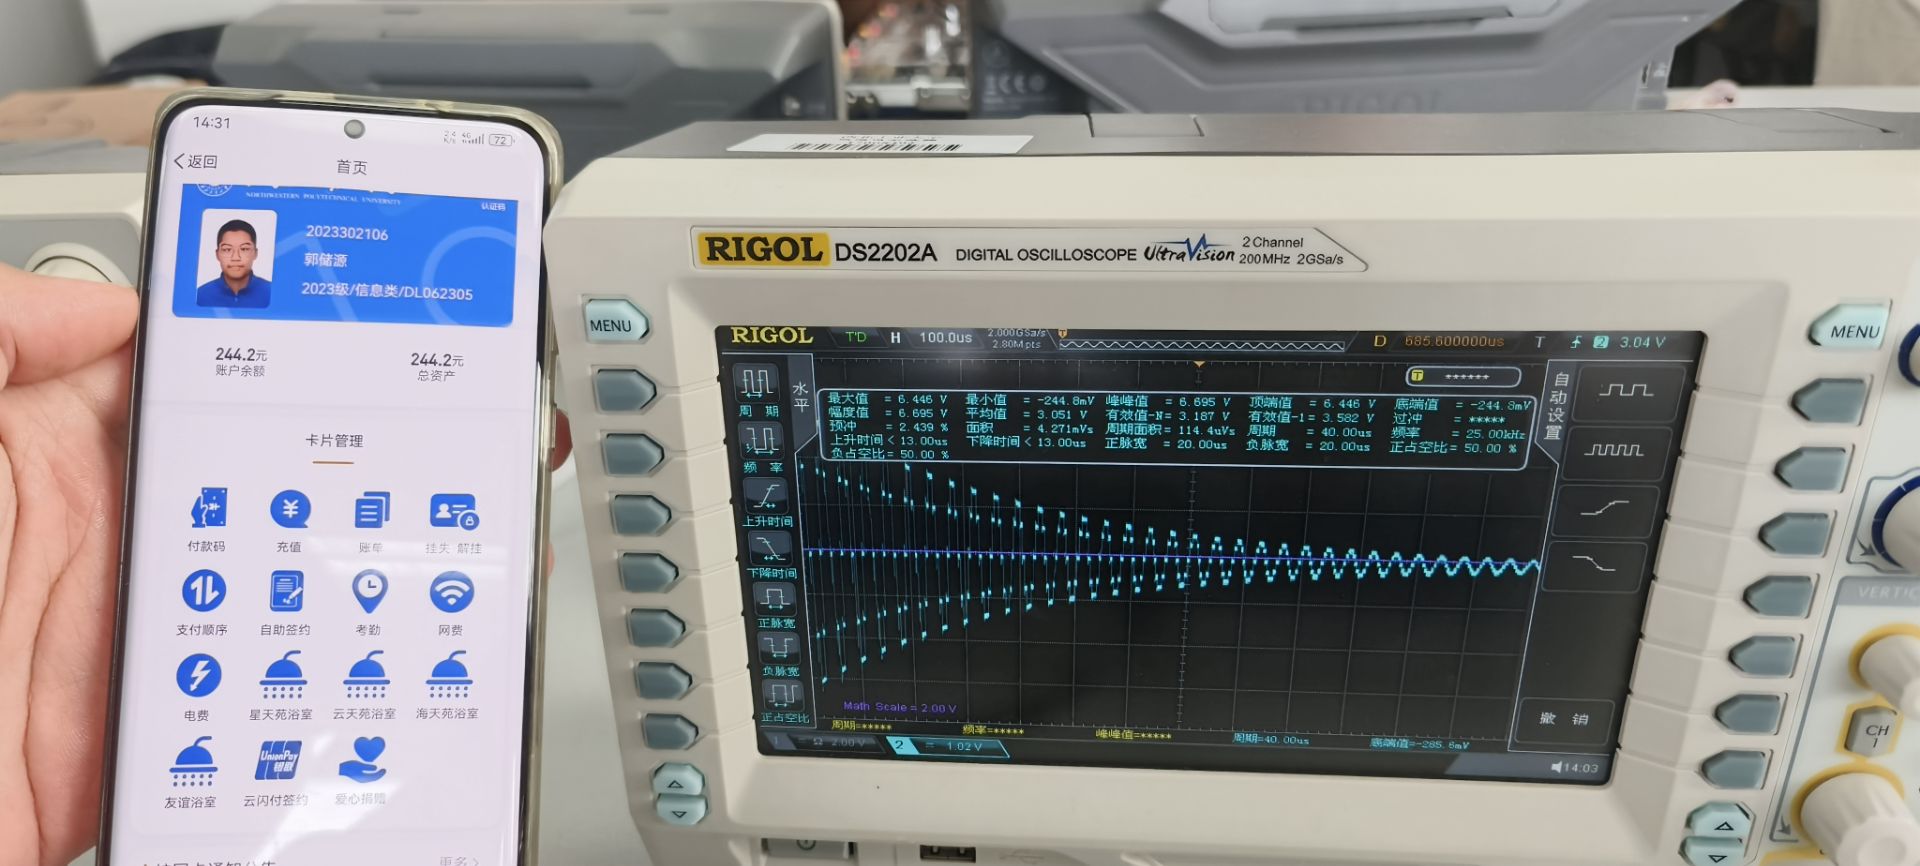 14:31
72
返回
首页
NORTHWESTERN POLYTECHNICAL UNIVERSITY
认证码
2023302106
郭储源
2023级/信息类/DL062305
244.2元
账户余额
244.2元
总资产
卡片管理
付款码
充值
账单
挂失 解挂
支付顺序
自助签约
考勤
网费
电费
星天苑浴室
云天苑浴室
海天苑浴室
友谊浴室
UnionPay
银联
云闪付签约
爱心捐赠
更多
RIGOL
RIGOL DS2202A DIGITAL OSCILLOSCOPE UltraVision
2 Channel
200MHz 2GSa/s
MENU
MENU
RIGOL T'D H 100.0us
2.000GSa/s
2.80Mpts
D 685.600000us T 2 3.04 V
水平
周 期
频 率
上升时间
下降时间
正脉宽
负脉宽
正占空比
T ******
最大值 = 6.446 V 最小值 = -244.8mV 峰峰值 = 6.695 V 顶端值 = 6.446 V 底端值 = -244.8mV
幅度值 = 6.695 V 平均值 = 3.051 V 有效值-N= 3.187 V 有效值-1= 3.582 V 过冲 = *****
预冲 = 2.439 % 面积 = 4.271mVs 周期面积= 114.4uVs 周期 = 40.00us 频率 = 25.00kHz
上升时间 < 13.00us 下降时间 < 13.00us 正脉宽 = 20.00us 负脉宽 = 20.00us 正占空比= 50.00 %
负占空比= 50.00 %
自动设置
撤 销
Math Scale = 2.00 V
周期=***** 频率=***** 峰峰值=***** 周期=40.00us 底端值=-285.6mV
1 Ω 2.00 V 2 = 1.02 V
14:03
VERTIC
CH
1